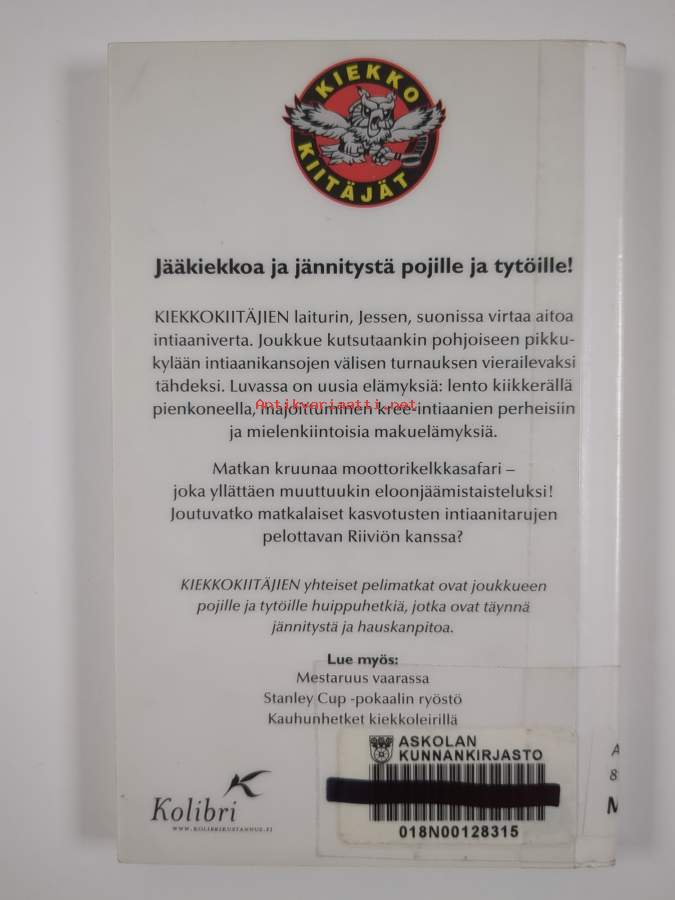 KIEKKO
KIITÄJÄT
Jääkiekkoa ja jännitystä pojille ja tytöille!
KIEKKOKIITÄJIEN laiturin, Jessen, suonissa virtaa aitoa
intiaaniverta. Joukkue kutsutaankin pohjoiseen pikku-
kylään intiaanikansojen välisen turnauksen vierailevaksi
tähdeksi. Luvassa on uusia elämyksiä: lento kiikkerällä
Antikvariaatti.net
pienkoneella, majoittuminen kree-intiaanien perheisiin
ja mielenkiintoisia makuelämyksiä.
Matkan kruunaa moottorikelkkasafari –
joka yllättäen muuttuukin eloonjäämistaisteluksi!
Joutuvatko matkalaiset kasvotusten intiaanitarujen
pelottavan Riiviön kanssa?
KIEKKOKIITÄJIEN yhteiset pelimatkat ovat joukkueen
pojille ja tytöille huippuhetkiä, jotka ovat täynnä
jännitystä ja hauskanpitoa.
Lue myös:
Mestaruus vaarassa
Stanley Cup -pokaalin ryöstö
Kauhunhetket kiekkoleirillä
Kolibri
WWW.KOLIBRIKUSTANNUS.FI
ASKOLAN
KUNNANKIRJASTO
018N00128315
A
8
M